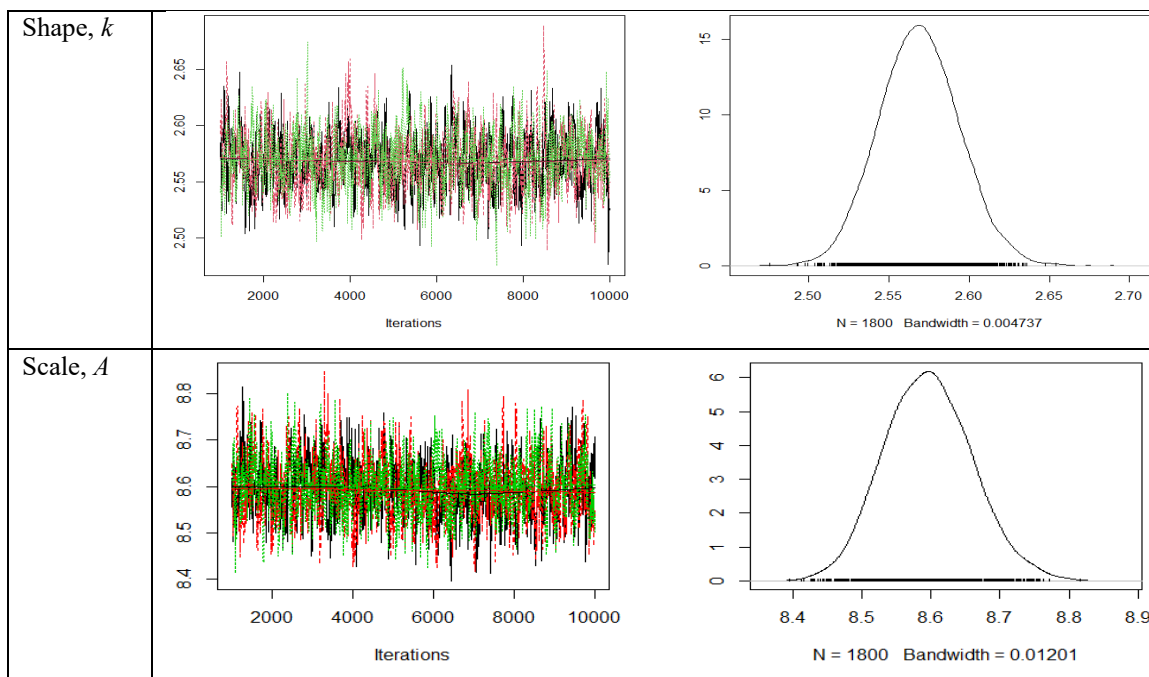 Shape, k
2.65
2.60
2.55
2.50
2000 4000 6000 8000 10000
Iterations
15
10
5
0
2.50 2.55 2.60 2.65 2.70
N = 1800 Bandwidth = 0.004737
Scale, A
8.8
8.7
8.6
8.5
8.4
2000 4000 6000 8000 10000
Iterations
6
5
4
3
2
1
0
8.4 8.5 8.6 8.7 8.8 8.9
N = 1800 Bandwidth = 0.01201